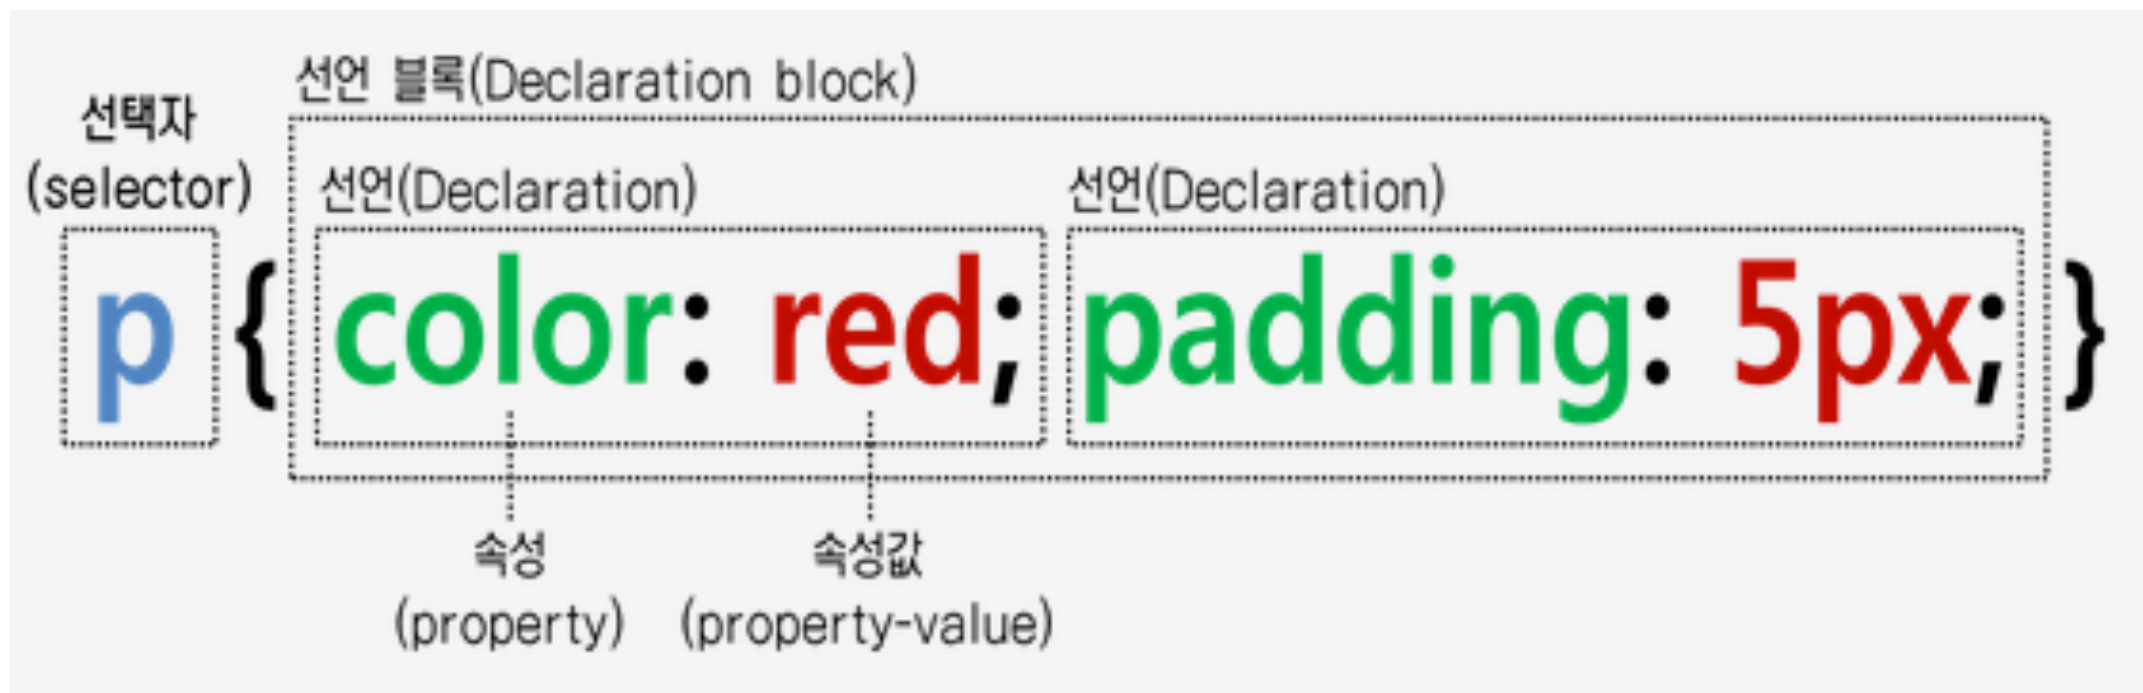 선언 블록(Declaration block)
선택자
(selector)
선언(Declaration) 선언(Declaration)
p { color: red; padding: 5px; }
속성 속성값
(property) (property-value)